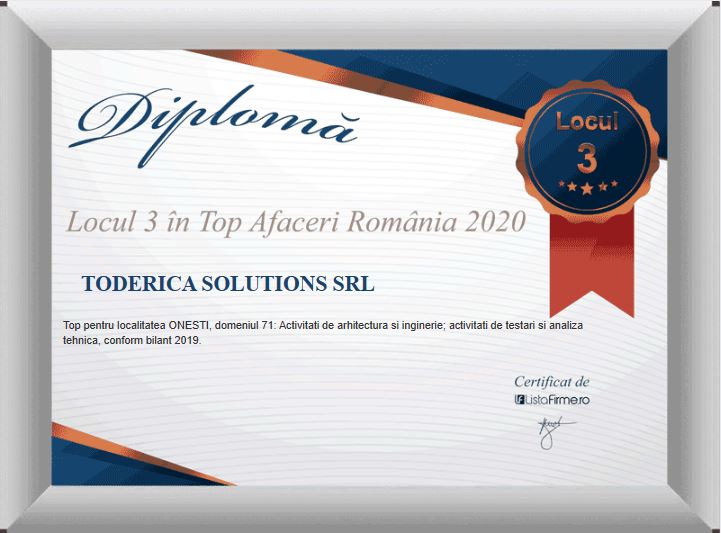 Diplomă
Locul
3
Locul 3 în Top Afaceri România 2020
TODERICA SOLUTIONS SRL
Top pentru localitatea ONESTI, domeniul 71: Activitati de arhitectura si inginerie; activitati de testari si analiza
tehnica, conform bilant 2019.
Certificat de
ListaFirme.ro